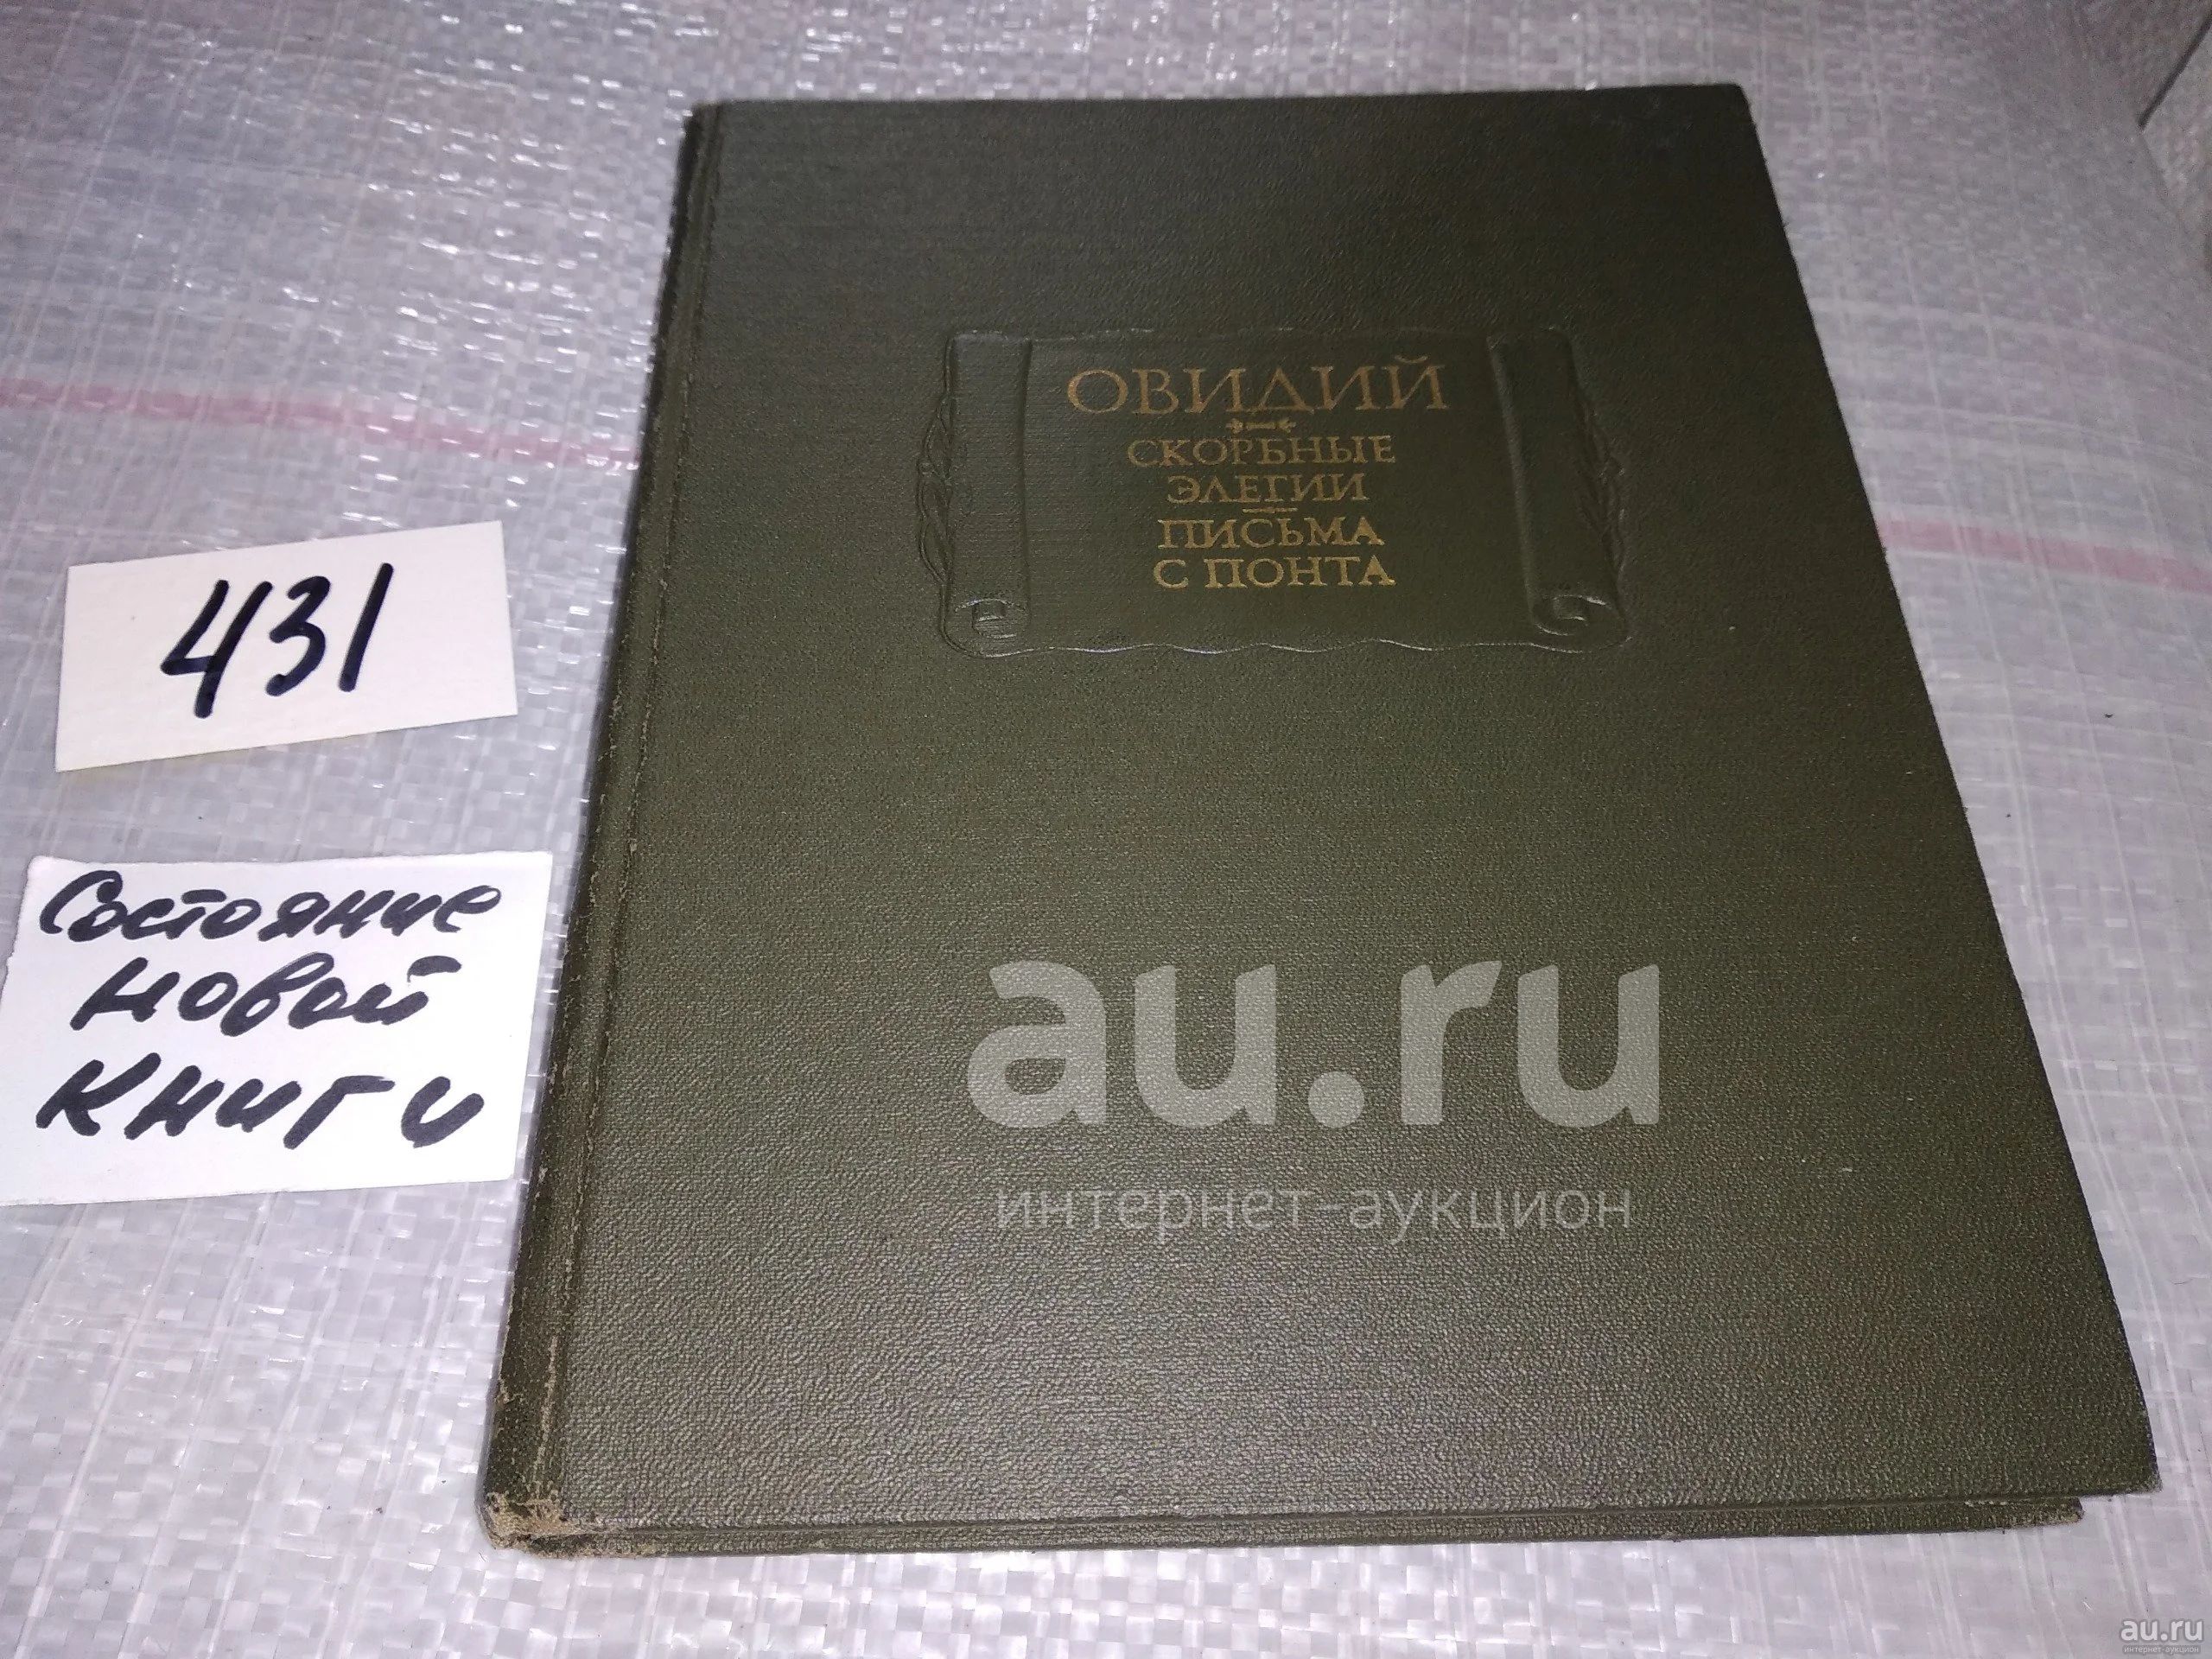 ОВИДИЙ
СКОРБНЫЕ
ЭЛЕГИИ
ПИСЬМА
С ПОНТА
431
Состояние
новой
книги
au.ru
интернет-аукцион
au.ru
интернет-аукцион